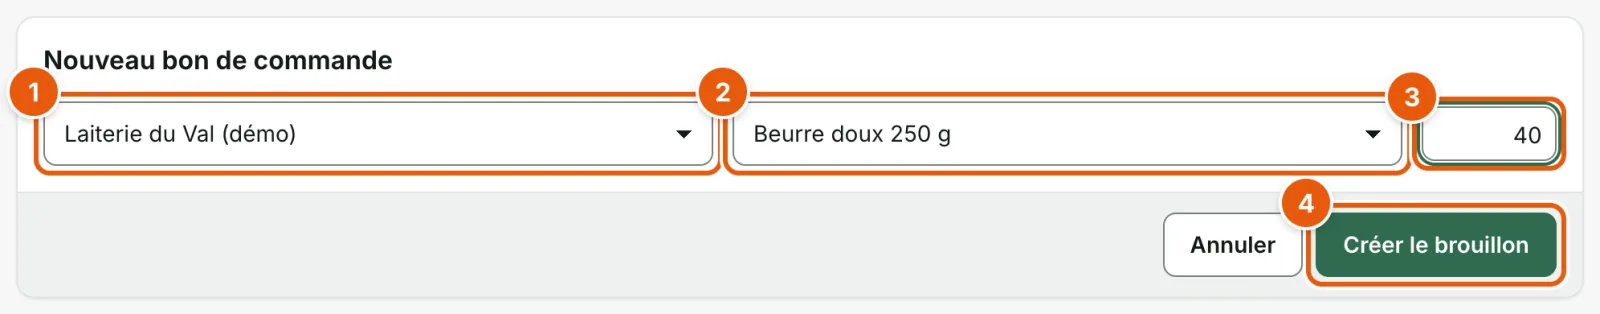 Nouveau bon de commande
1 2 3
Laiterie du Val (démo) Beurre doux 250 g 40
4
Annuler Créer le brouillon